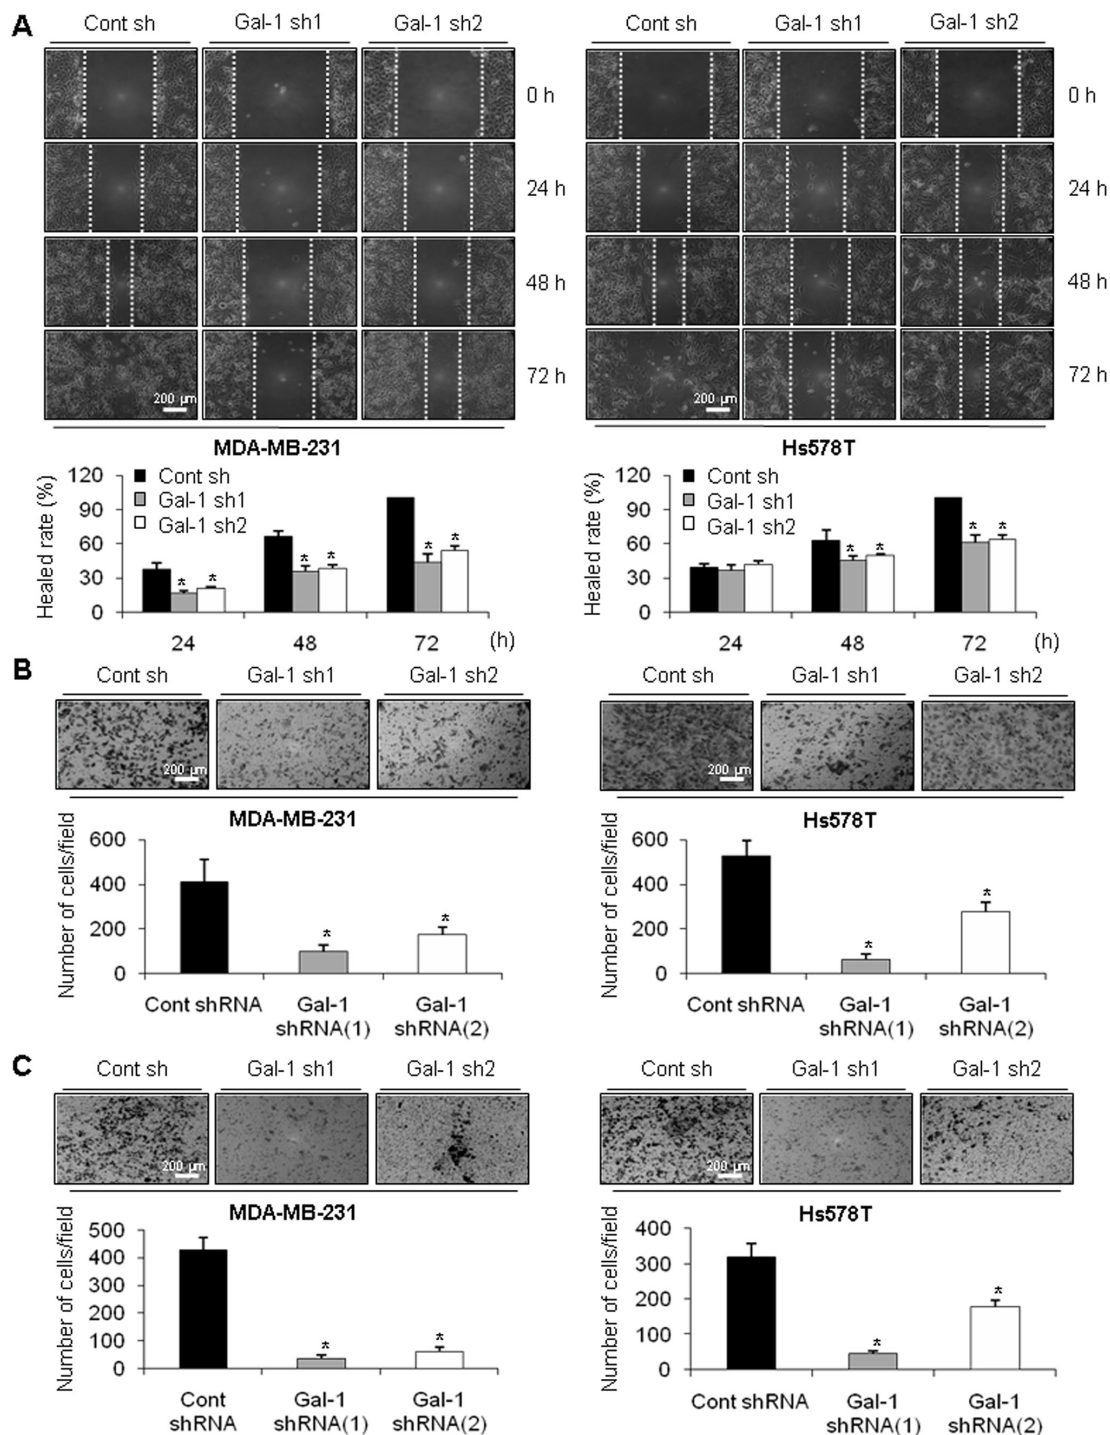 A
Cont sh Gal-1 sh1 Gal-1 sh2
0 h
24 h
48 h
72 h
200 µm
MDA-MB-231
Healed rate (%)
120
90
60
30
0
Cont sh
Gal-1 sh1
Gal-1 sh2
* * * * * *
24 48 72 (h)
Cont sh Gal-1 sh1 Gal-1 sh2
0 h
24 h
48 h
72 h
200 µm
Hs578T
Healed rate (%)
120
90
60
30
0
Cont sh
Gal-1 sh1
Gal-1 sh2
* * * *
24 48 72 (h)
B
Cont sh Gal-1 sh1 Gal-1 sh2
200 µm
MDA-MB-231
Number of cells/field
600
400
200
0
* *
Cont shRNA Gal-1 Gal-1
shRNA(1) shRNA(2)
Cont sh Gal-1 sh1 Gal-1 sh2
200 µm
Hs578T
Number of cells/field
600
400
200
0
* *
Cont shRNA Gal-1 Gal-1
shRNA(1) shRNA(2)
C
Cont sh Gal-1 sh1 Gal-1 sh2
200 µm
MDA-MB-231
Number of cells/field
500
400
300
200
100
0
* *
Cont Gal-1 Gal-1
shRNA shRNA(1) shRNA(2)
Cont sh Gal-1 sh1 Gal-1 sh2
200 µm
Hs578T
Number of cells/field
400
300
200
100
0
* *
Cont shRNA Gal-1 Gal-1
shRNA(1) shRNA(2)